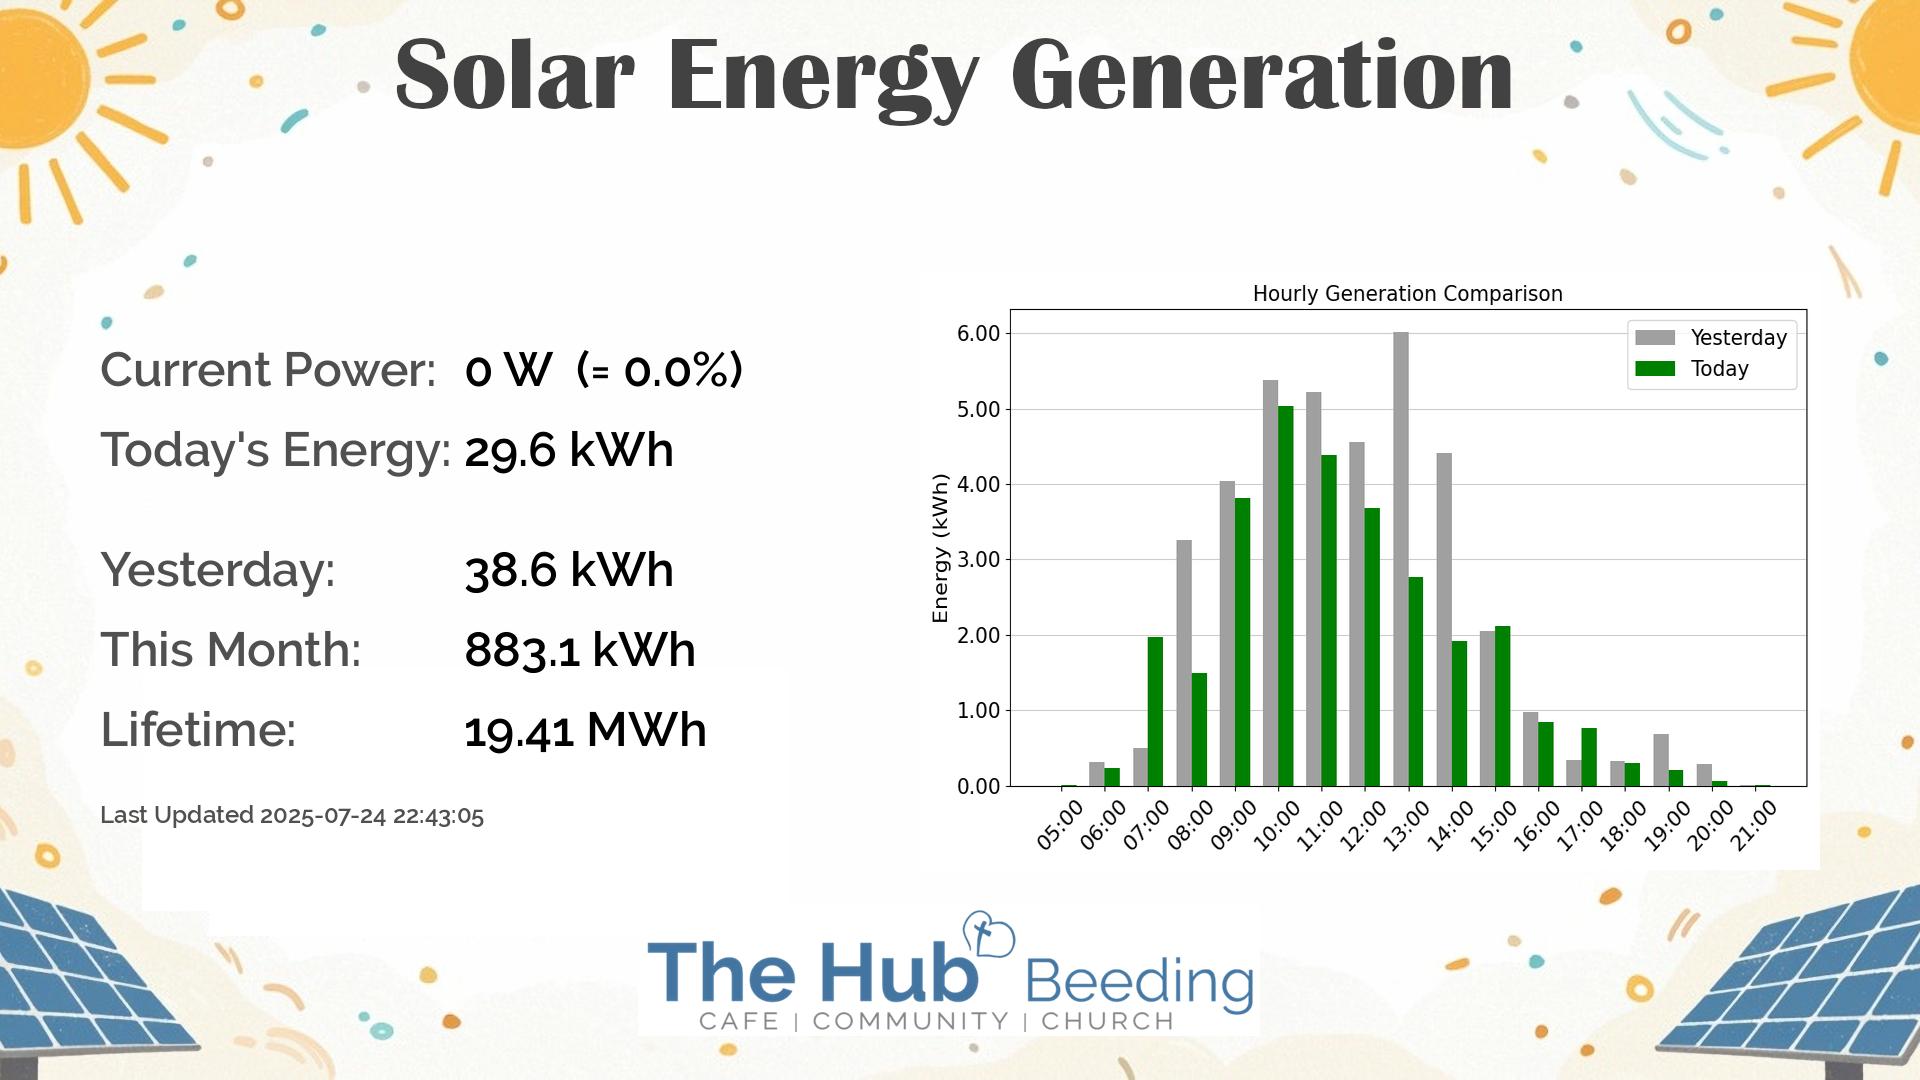 Solar Energy Generation
Current Power: 0 W (= 0.0%)
Today's Energy: 29.6 kWh
Yesterday: 38.6 kWh
This Month: 883.1 kWh
Lifetime: 19.41 MWh
Last Updated 2025-07-24 22:43:05
Hourly Generation Comparison
Yesterday
Today
Energy (kWh)
6.00
5.00
4.00
3.00
2.00
1.00
0.00
05:00 06:00 07:00 08:00 09:00 10:00 11:00 12:00 13:00 14:00 15:00 16:00 17:00 18:00 19:00 20:00 21:00
The Hub Beeding
CAFE | COMMUNITY | CHURCH